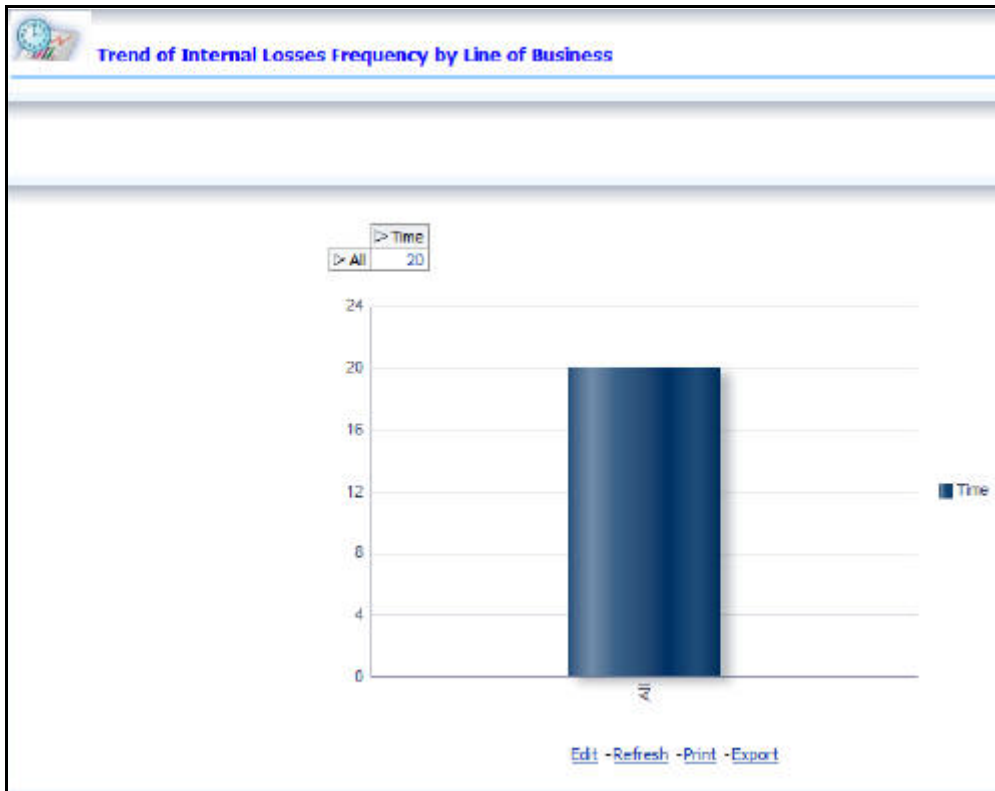 Trend of Internal Losses Frequency by Line of Business
Time
All 20
24
20
16
12
8
4
0
All
Time
Edit - Refresh - Print - Export